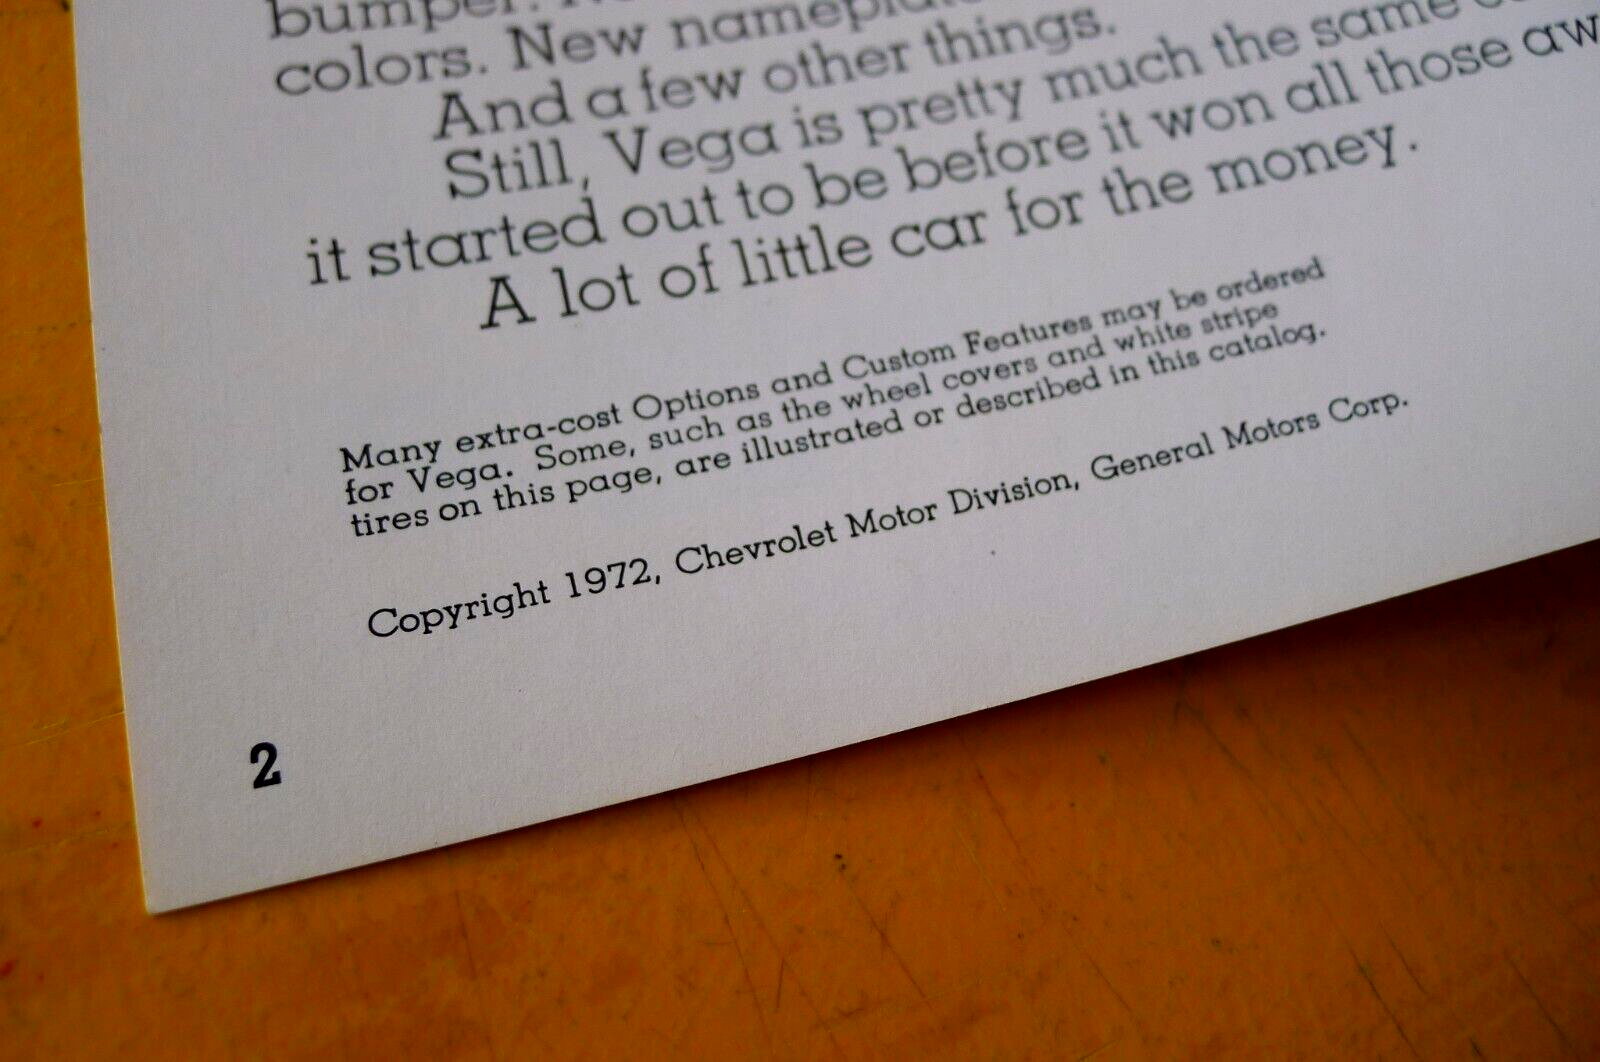 bumper.
colors. New
And a few other things.
Still, Vega is pretty much the same
it started out to be before it won all those
A lot of little car for the money.
Many extra-cost Options and Custom Features may be ordered
for Vega. Some, such as the wheel covers and white stripe
tires on this page, are illustrated or described in this catalog.
Copyright 1972, Chevrolet Motor Division, General Motors Corp.
2